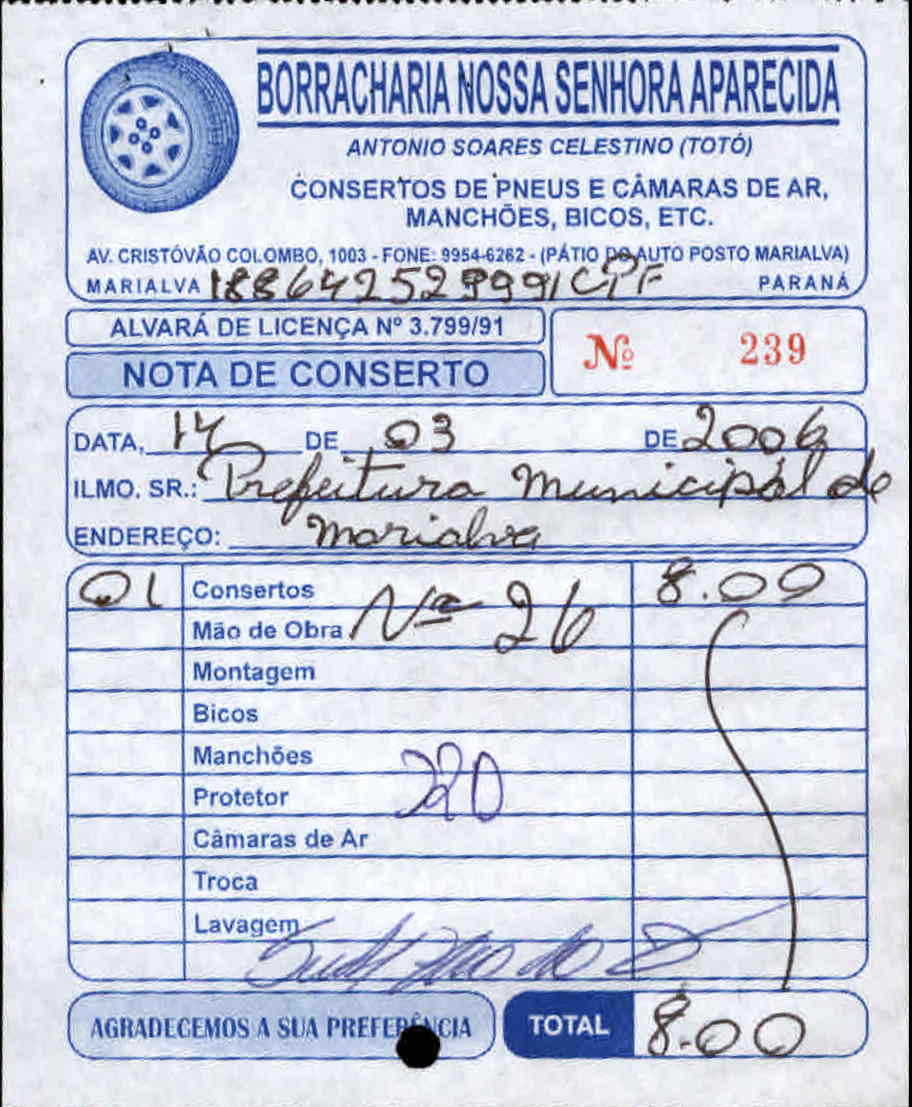 BORRACHARIA NOSSA SENHORA APARECIDA
ANTONIO SOARES CELESTINO (TOTÓ)
CONSERTOS DE PNEUS E CÂMARAS DE AR,
MANCHÕES, BICOS, ETC.
AV. CRISTÓVÃO COLOMBO, 1003 - FONE: 9954-6262 - (PÁTIO DO AUTO POSTO MARIALVA)
MARIALVA 18864252999 CPF PARANÁ
ALVARÁ DE LICENÇA Nº 3.799/91
Nº 239
NOTA DE CONSERTO
DATA, 14 DE 03 DE 2006
ILMO. SR.: Prefeitura Municipal de
ENDEREÇO: Marialva
01 Consertos 8.00
Mão de Obra Nº 26
Montagem
Bicos
Manchões
220
Protetor
Câmaras de Ar
Troca
Lavagem
AGRADECEMOS A SUA PREFERÊNCIA TOTAL 8.00